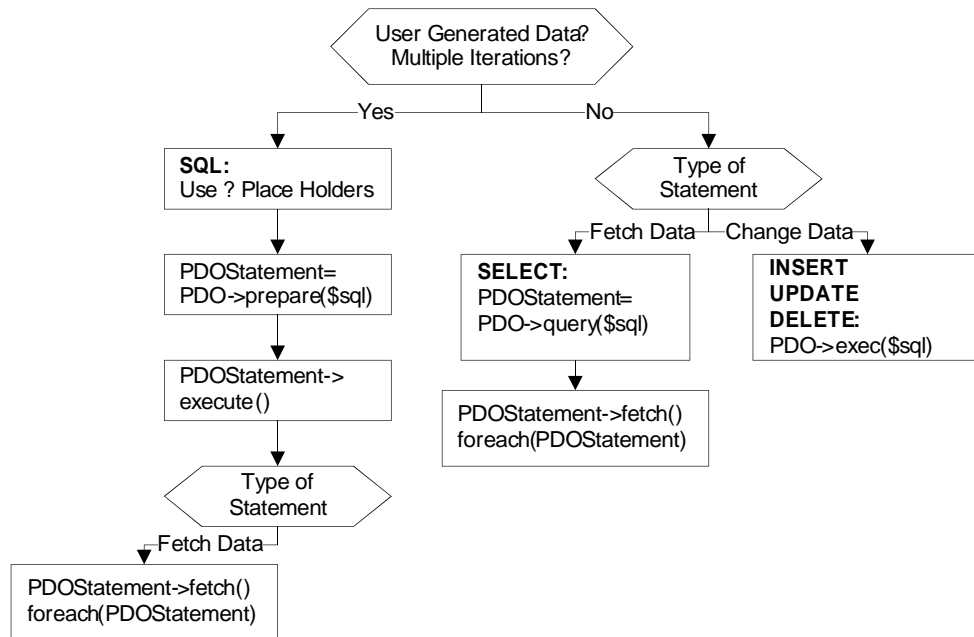 User Generated Data?
Multiple Iterations?
Yes
No
SQL:
Use ? Place Holders
Type of
Statement
PDOStatement=
PDO->prepare($sql)
Fetch Data
Change Data
SELECT:
PDOStatement=
PDO->query($sql)
INSERT
UPDATE
DELETE:
PDO->exec($sql)
PDOStatement->
execute()
PDOStatement->fetch()
foreach(PDOStatement)
Type of
Statement
Fetch Data
PDOStatement->fetch()
foreach(PDOStatement)